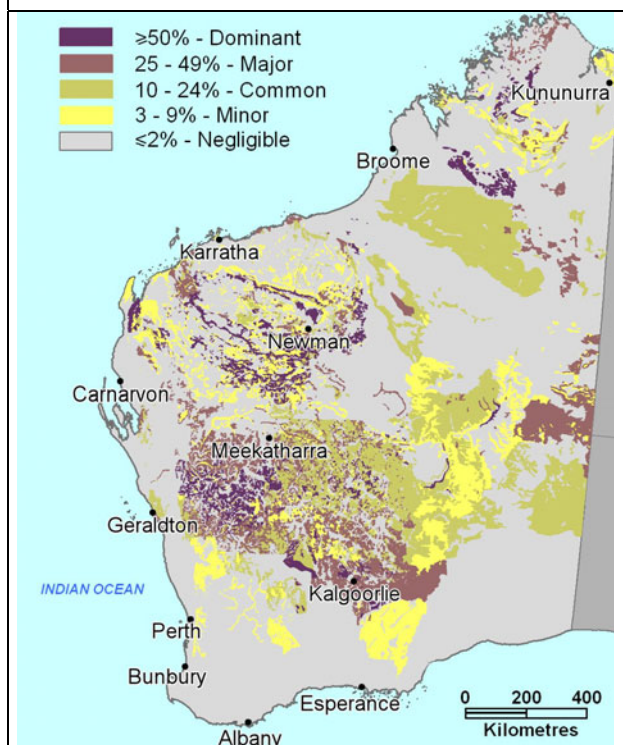 ⩾50% - Dominant
25 - 49% - Major
10 - 24% - Common
3 - 9% - Minor
⩽2% - Negligible
Kununurra
Broome
Karratha
Newman
Carnarvon
Meekatharra
Geraldton
INDIAN OCEAN
Kalgoorlie
Perth
Bunbury
Esperance
Albany
0 200 400
Kilometres